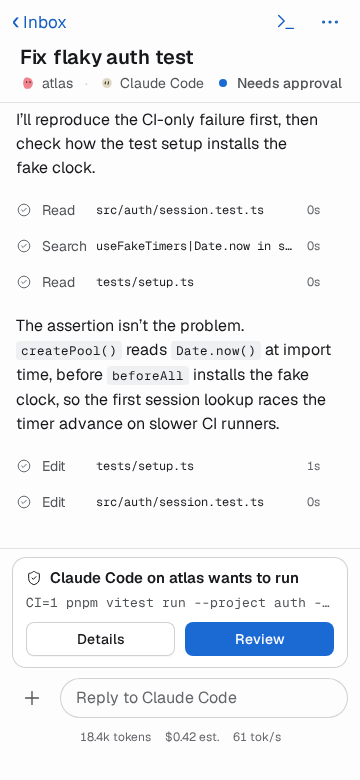 Inbox
Fix flaky auth test
atlas · Claude Code Needs approval
I’ll reproduce the CI-only failure first, then
check how the test setup installs the
fake clock.
Read src/auth/session.test.ts 0s
Search useFakeTimers|Date.now in s… 0s
Read tests/setup.ts 0s
The assertion isn’t the problem.
createPool() reads Date.now() at import
time, before beforeAll installs the fake
clock, so the first session lookup races the
timer advance on slower CI runners.
Edit tests/setup.ts 1s
Edit src/auth/session.test.ts 0s
Claude Code on atlas wants to run
CI=1 pnpm vitest run --project auth -…
Details
Review
Reply to Claude Code
18.4k tokens $0.42 est. 61 tok/s